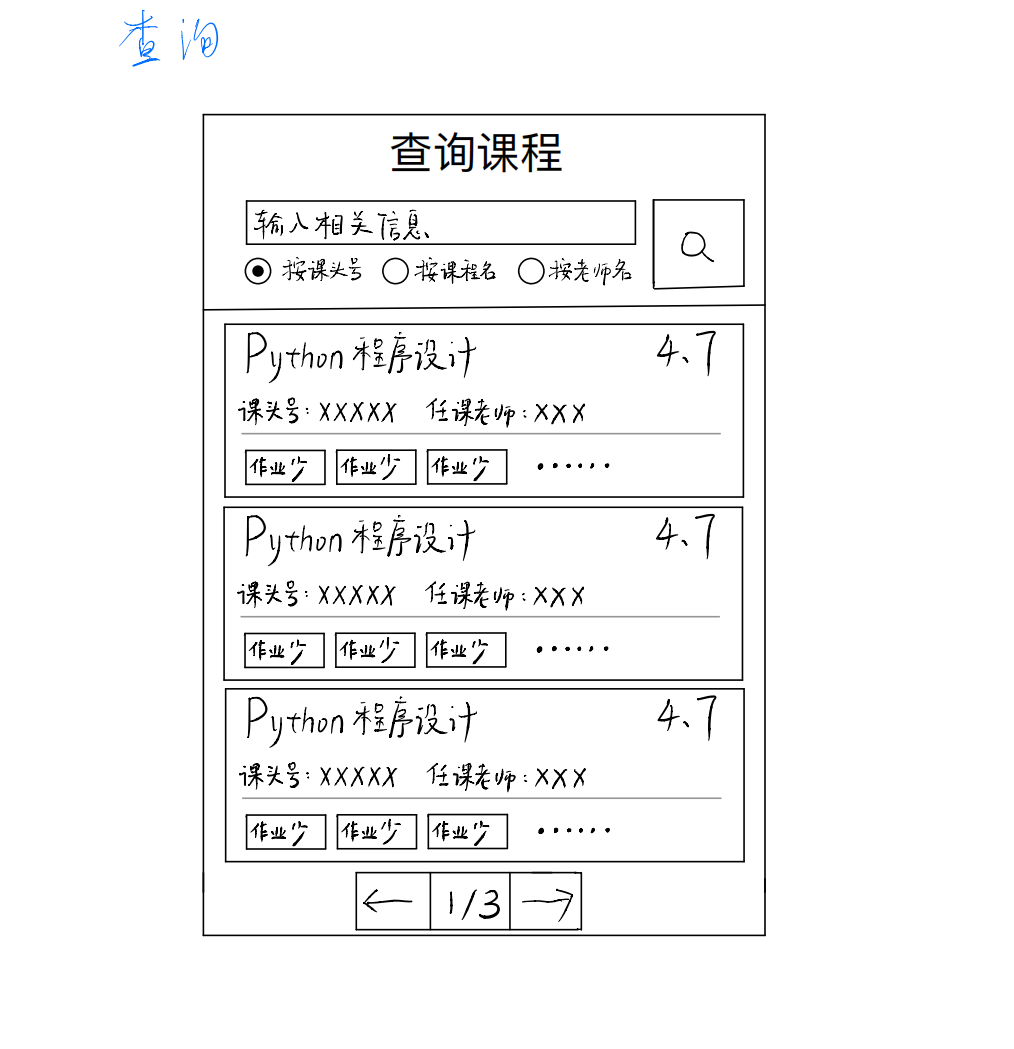 查询
查询课程
输入相关信息、
按课头号 按课程名 按老师名
Python 程序设计 4.7
课头号: XXXXX 任课老师: XXX
作业少 作业少 作业少 ······
Python 程序设计 4.7
课头号: XXXXX 任课老师: XXX
作业少 作业少 作业少 ······
Python 程序设计 4.7
课头号: XXXXX 任课老师: XXX
作业少 作业少 作业少 ······
← 1/3 →